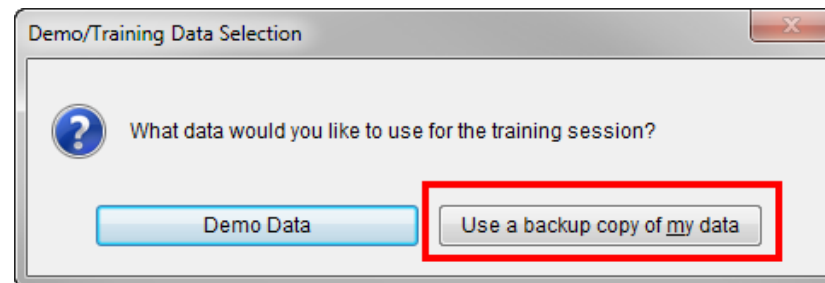 Demo/Training Data Selection
What data would you like to use for the training session?
Demo Data
Use a backup copy of my data